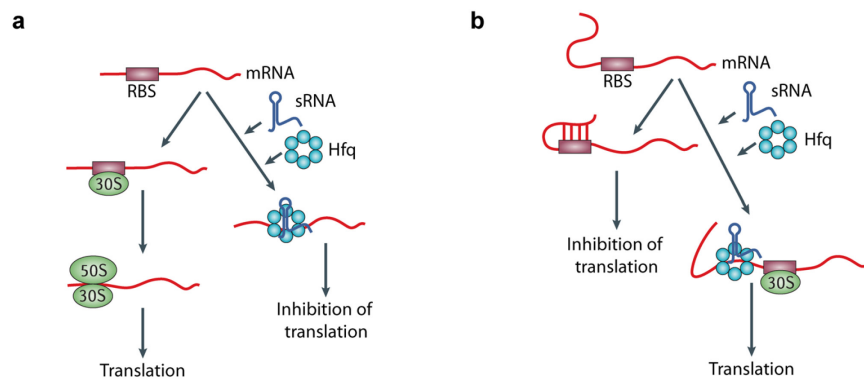 a
mRNA
RBS
sRNA
Hfq
30S
50S
30S
Inhibition of
translation
Translation
b
mRNA
RBS
sRNA
Hfq
Inhibition of
translation
30S
Translation